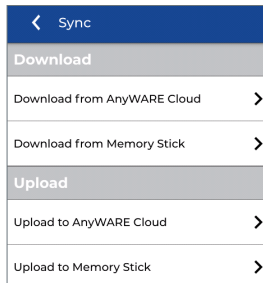 Sync
Download
Download from AnyWARE Cloud
Download from Memory Stick
Upload
Upload to AnyWARE Cloud
Upload to Memory Stick